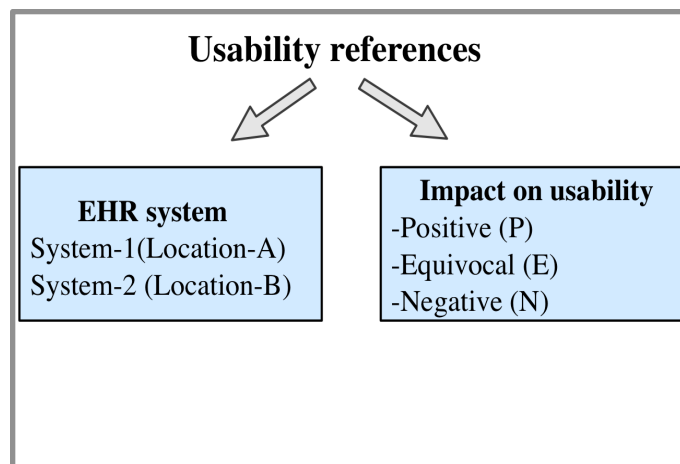 Usability references
EHR system
System-1(Location-A)
System-2 (Location-B)
Impact on usability
-Positive (P)
-Equivocal (E)
-Negative (N)